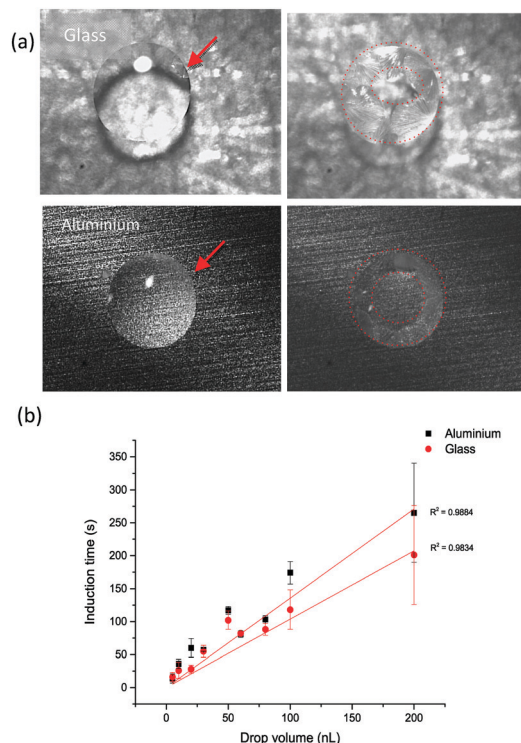 (a)
Glass
Aluminium
(b)
Aluminium
Glass
350
300
250
200
150
100
50
0
Induction time (s)
R² = 0.9884
R² = 0.9834
0 50 100 150 200
Drop volume (nL)